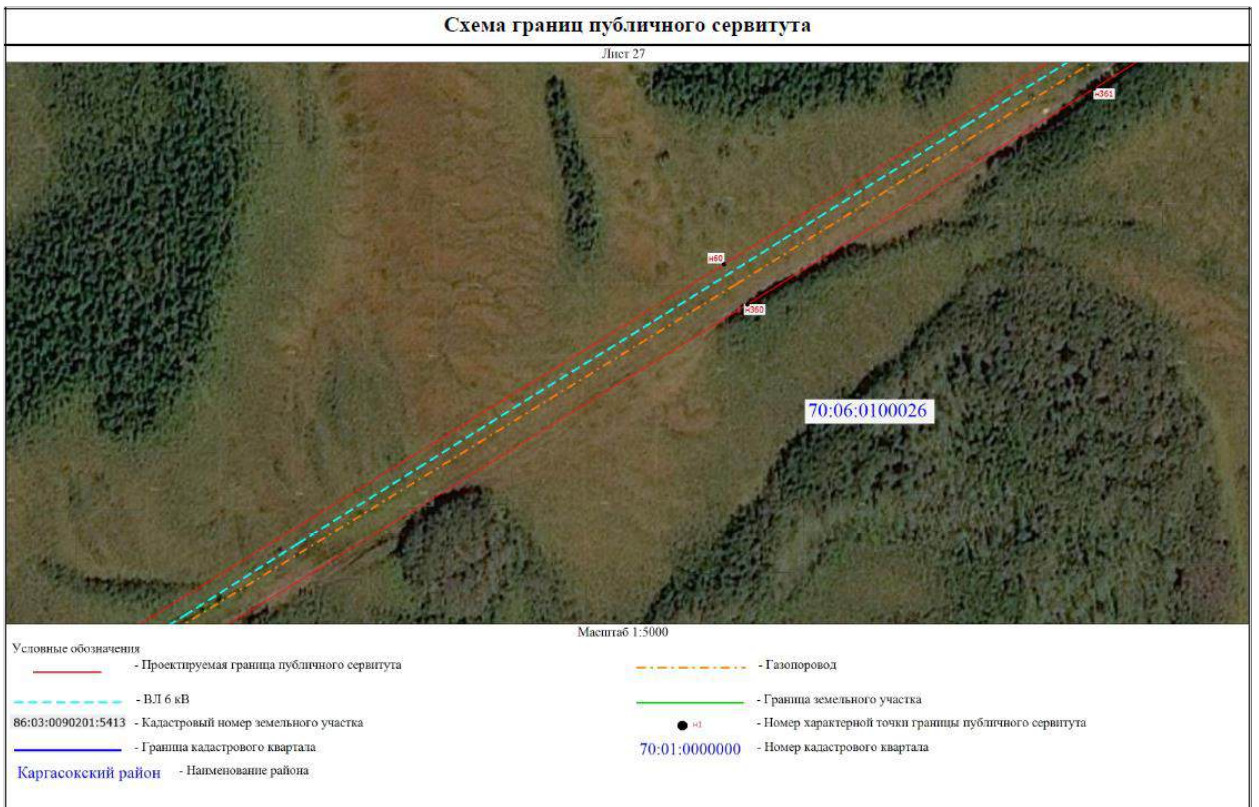 Схема границ публичного сервитута
Лист 27
н361
н60
н360
70:06:0100026
Масштаб 1:5000
Условные обозначения
- Проектируемая граница публичного сервитута
- Газопоровод
- ВЛ 6 кВ
- Граница земельного участка
86:03:0090201:5413 - Кадастровый номер земельного участка
н1 - Номер характерной точки границы публичного сервитута
- Граница кадастрового квартала
70:01:0000000 - Номер кадастрового квартала
Каргасокский район - Наименование района